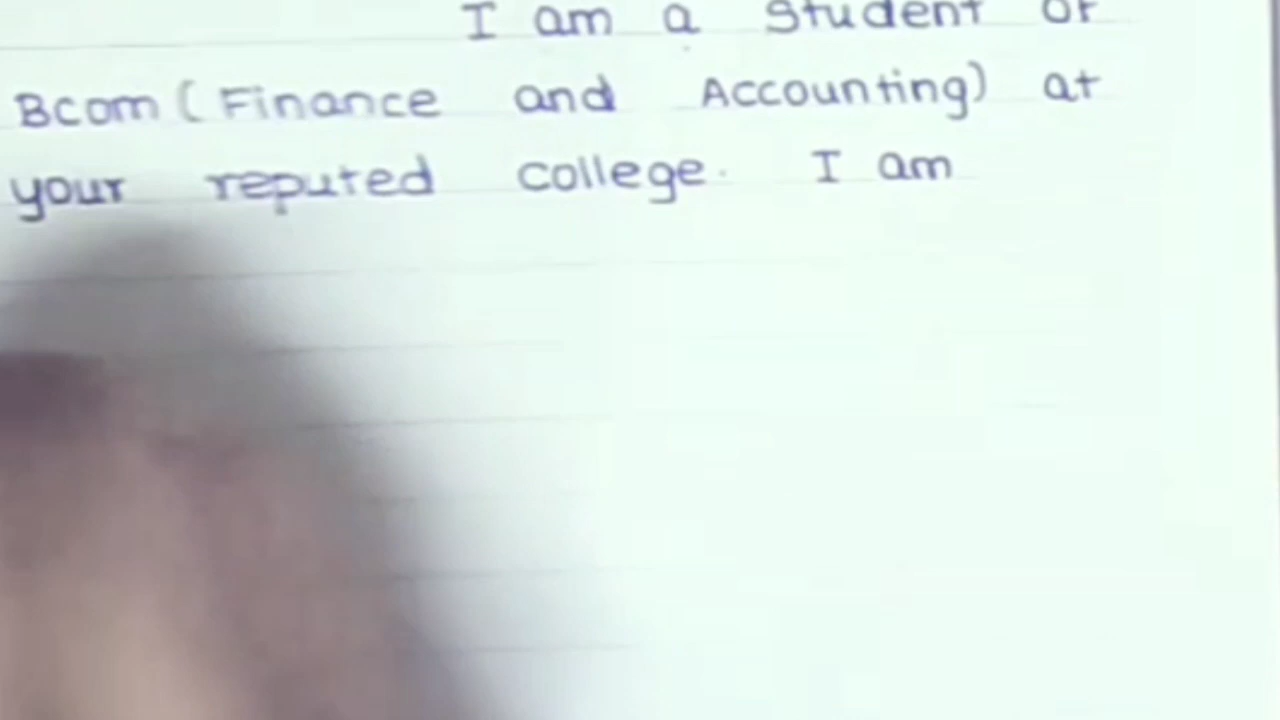 I am a Student of
Bcom (Finance and Accounting) at
your reputed college. I am